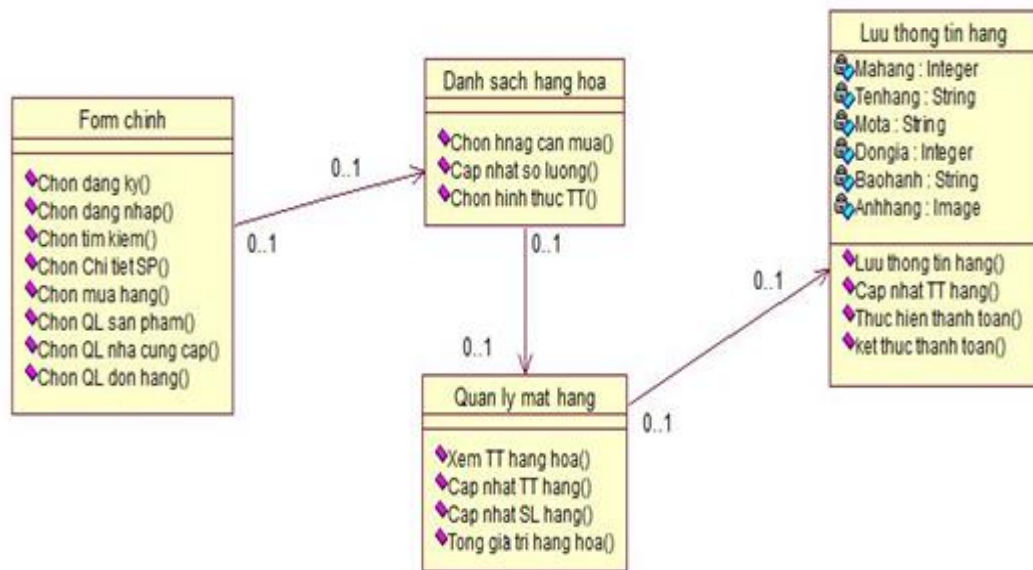 Form chinh
Chon dang ky()
Chon dang nhap()
Chon tim kiem()
Chon Chi tiet SP()
Chon mua hang()
Chon QL san pham()
Chon QL nha cung cap()
Chon QL don hang()
0..1
0..1
Danh sach hang hoa
Chon hnag can mua()
Cap nhat so luong()
Chon hinh thuc TT()
0..1
0..1
Quan ly mat hang
Xem TT hang hoa()
Cap nhat TT hang()
Cap nhat SL hang()
Tong già tri hang hoa()
0..1
0..1
Luu thong tin hang
Mahang : Integer
Tenhang : String
Mota : String
Dongia : Integer
Baohanh : String
Anhhang : Image
Luu thong tin hang()
Cap nhat TT hang()
Thuc hien thanh toan()
ket thuc thanh toan()